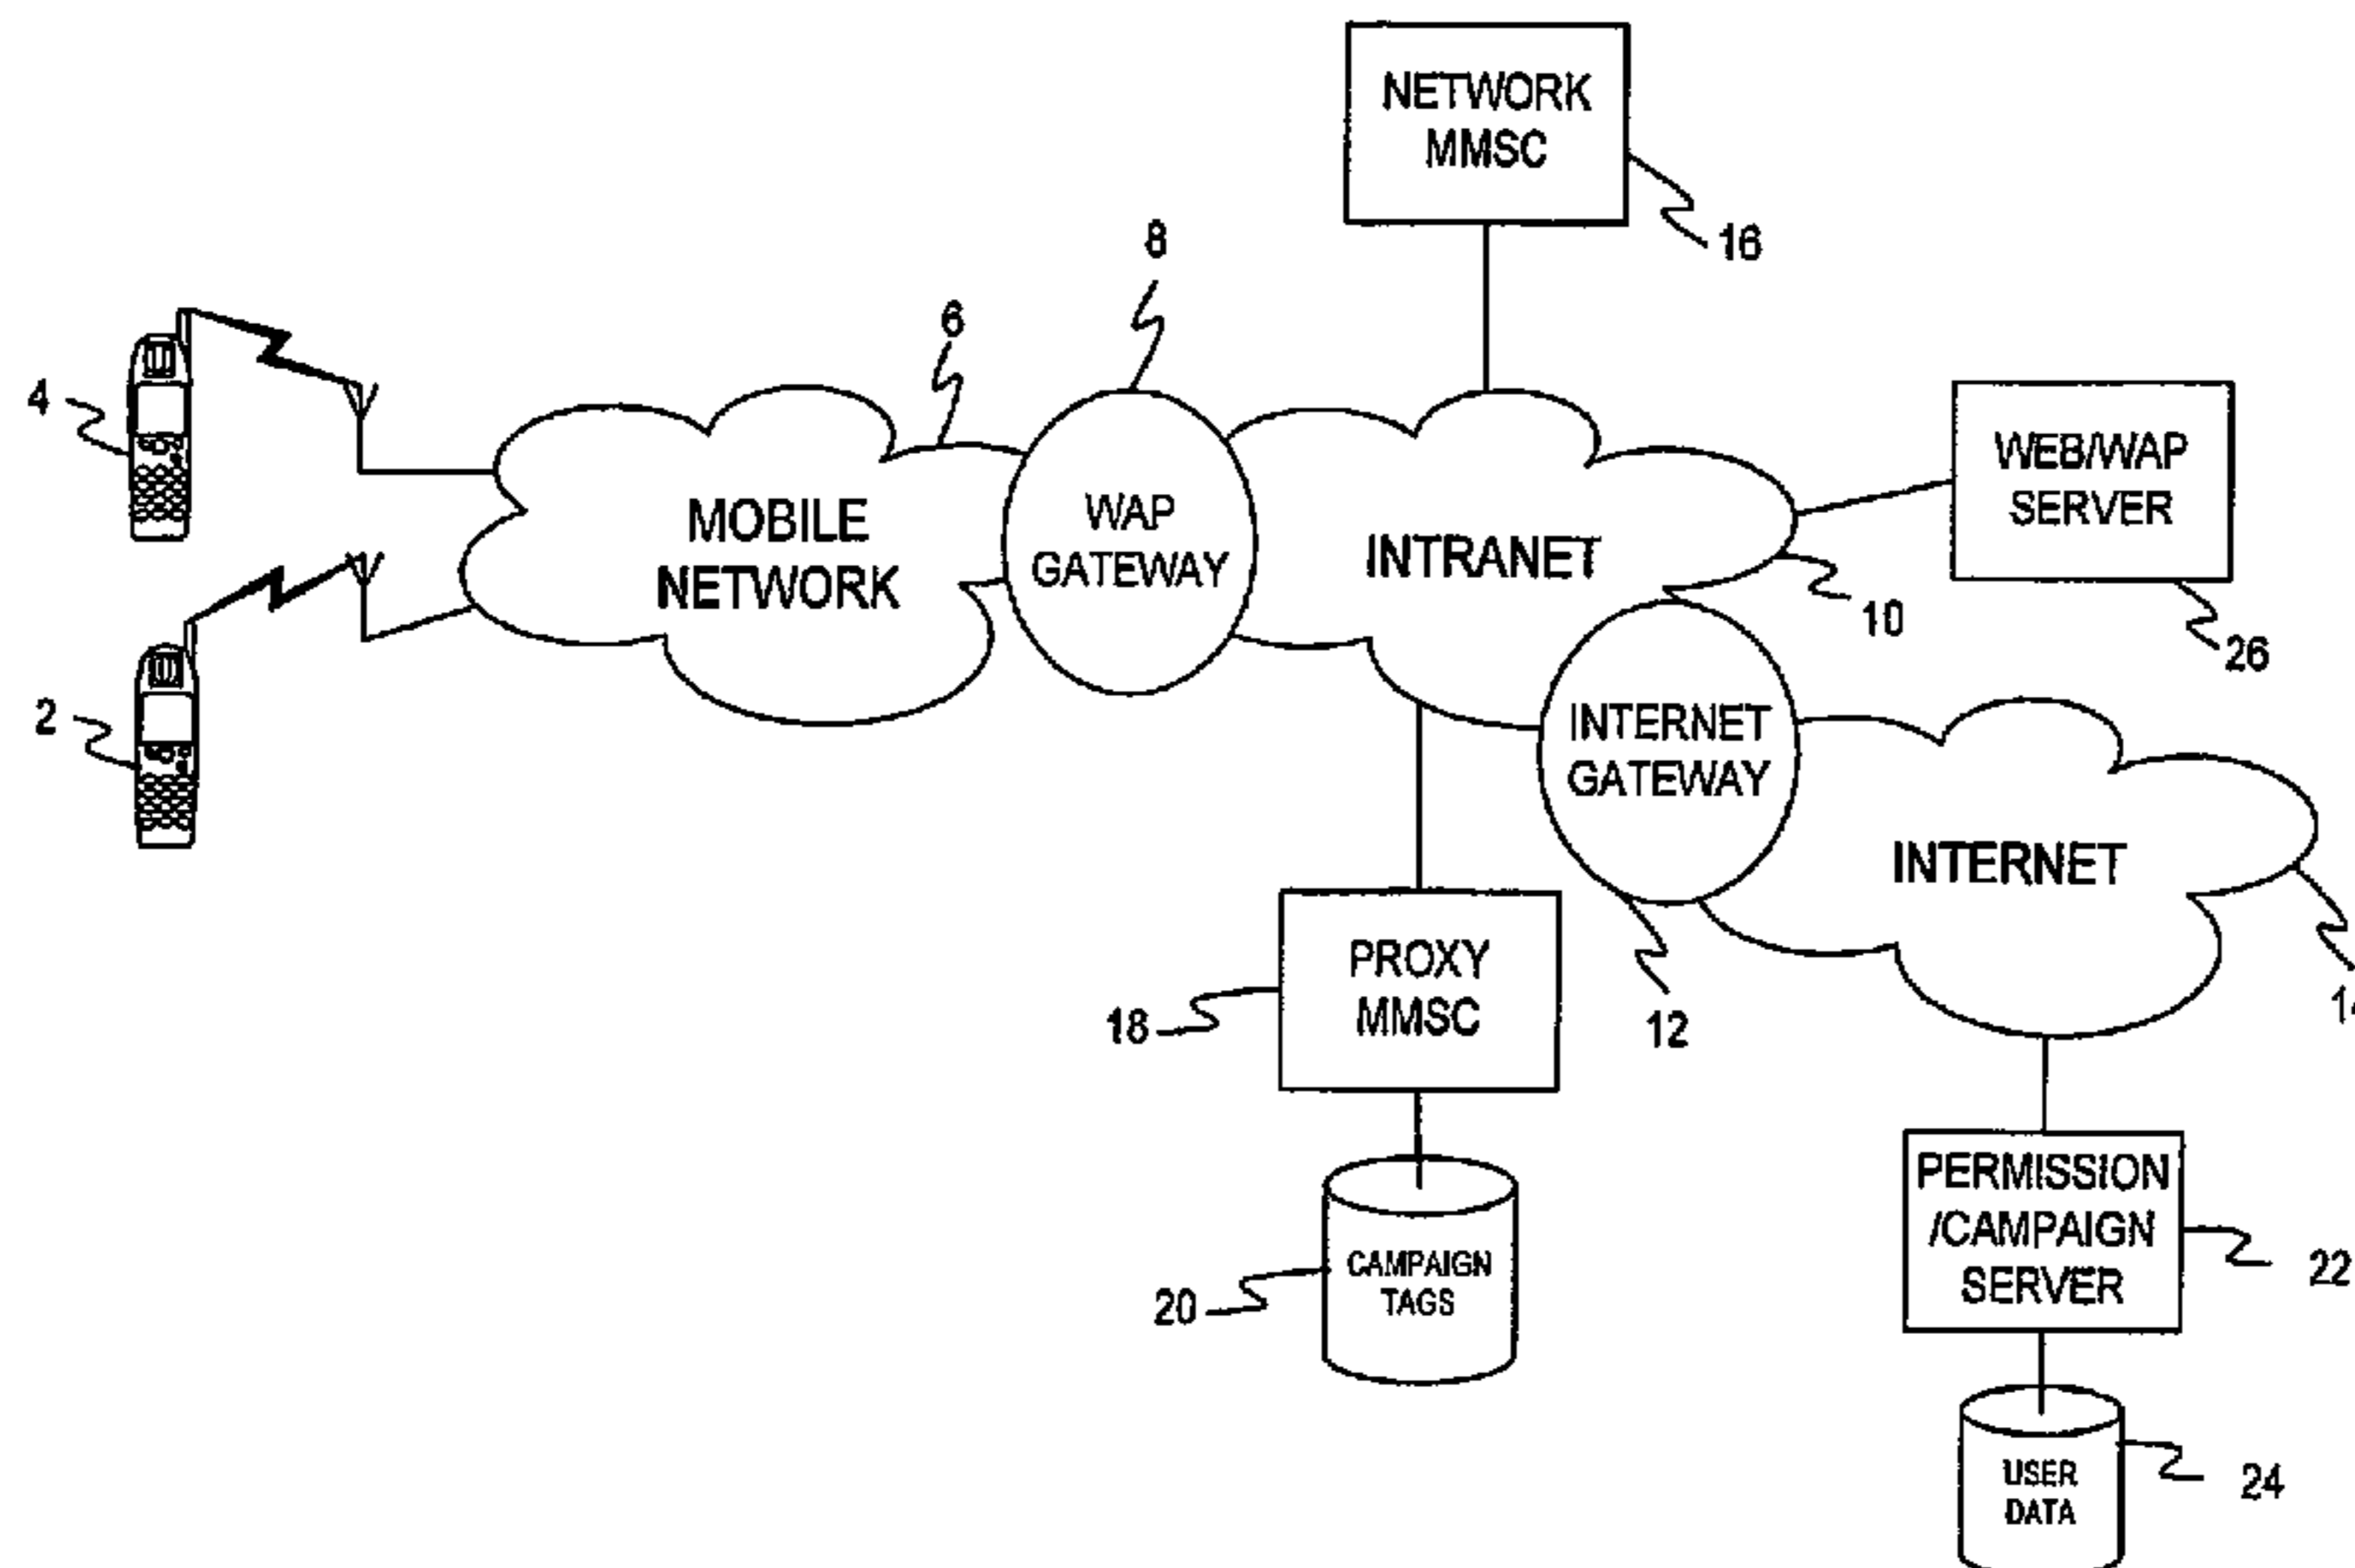 NETWORK
MMSC
16
8
6
4
WEB/WAP
SERVER
MOBILE
NETWORK
WAP
GATEWAY
INTRANET
10
26
2
INTERNET
GATEWAY
INTERNET
PROXY
MMSC
18
12
PERMISSION
/CAMPAIGN
SERVER
22
CAMPAIGN
TAGS
20
USER
DATA
24